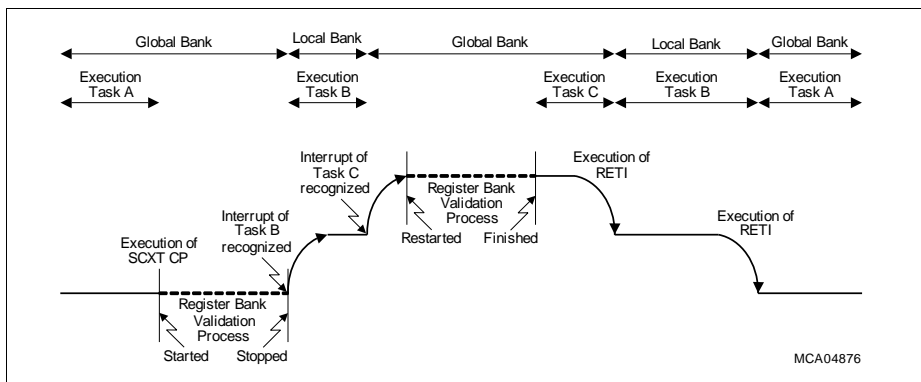 Global Bank
Local Bank
Global Bank
Local Bank
Global Bank
Execution
Task A
Execution
Task B
Execution
Task C
Execution
Task B
Execution
Task A
Execution of
SCXT CP
Interrupt of
Task B
recognized
Interrupt of
Task C
recognized
Register Bank
Validation
Process
Started
Stopped
Register Bank
Validation
Process
Restarted
Finished
Execution of
RETI
Execution of
RETI
MCA04876